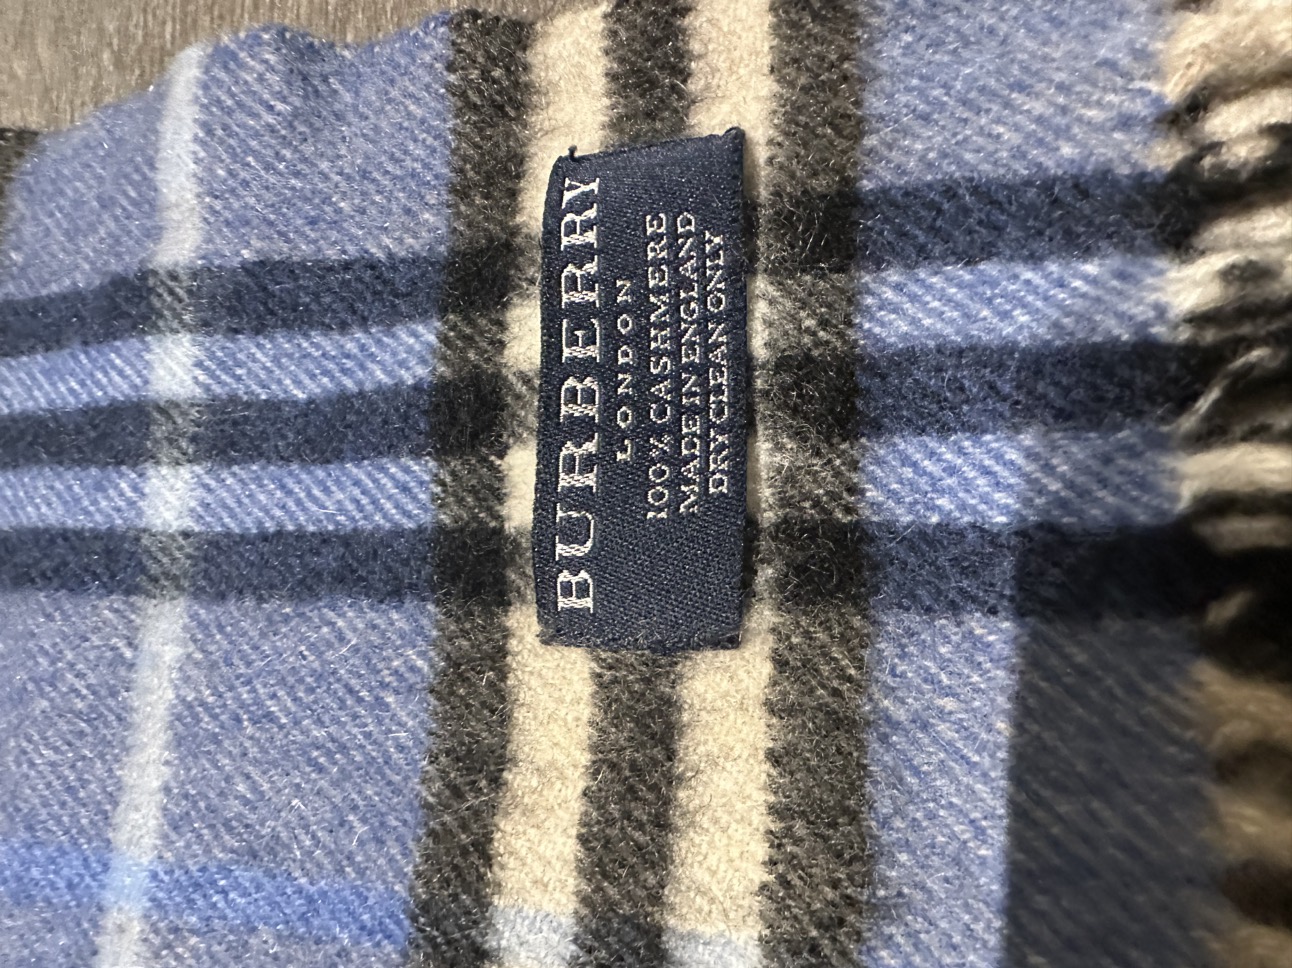 BURBERRY
LONDON
100% CASHMERE
MADE IN ENGLAND
DRY CLEAN ONLY